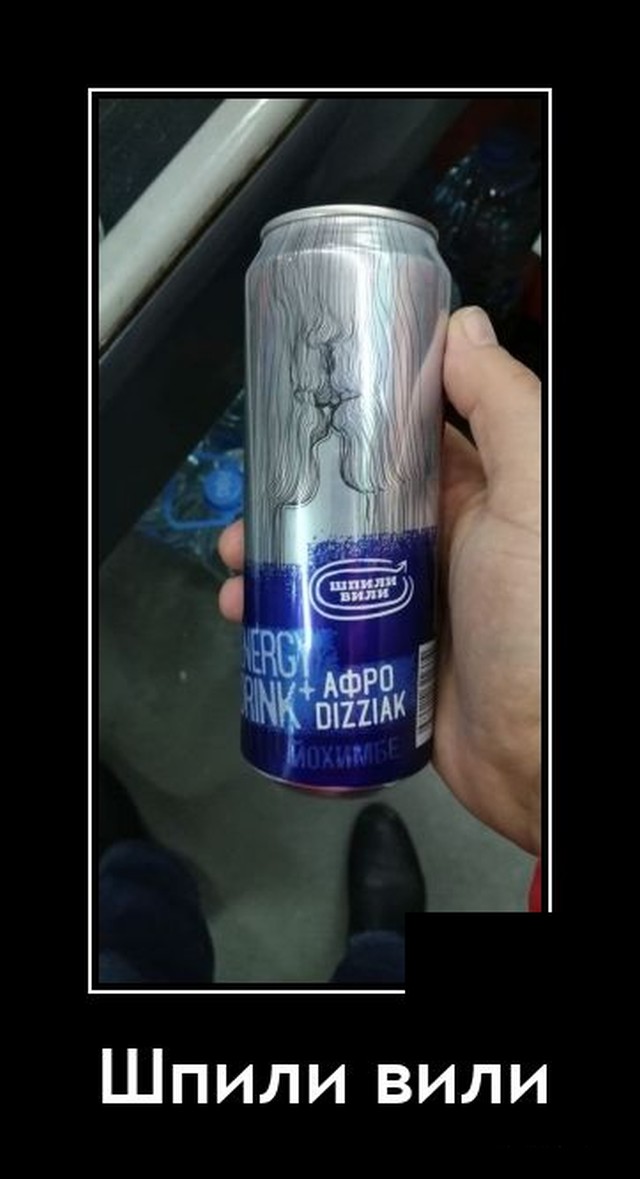 ШПИЛИ
ВИЛИ
NERGY
RINK+ АФРО
DIZZIAK
ЙОХИМБЕ
Шпили вили